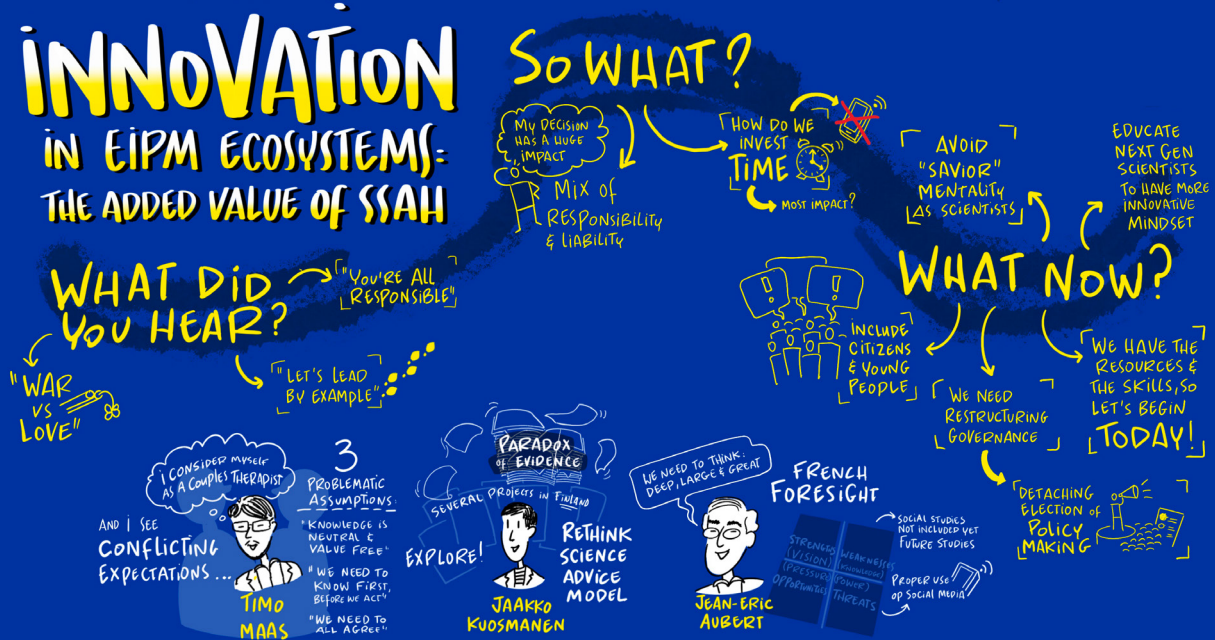 iNNOVATiON
iN EiPM ECOSYSTEMS:
THE ADDED VALUE of SSAH
WHAT DiD
YOU HEAR?
"YOU'RE ALL
RESPONSIBLE"
"LET'S LEAD
BY EXAMPLE"
"WAR
VS
LOVE"
SO WHAT?
MY DECISION
HAS A HUGE
IMPACT
MIX OF
RESPONSIBILITY
& LIABILITY
HOW DO WE
INVEST
TIME
MOST IMPACT?
AVOID
"SAVIOR"
MENTALITY
AS SCIENTISTS
EDUCATE
NEXT GEN
SCIENTISTS
TO HAVE MORE
INNOVATIVE
MINDSET
WHAT NOW?
INCLUDE
CITIZENS
& YOUNG
PEOPLE
WE NEED
RESTRUCTURING
GOVERNANCE
DETACHING
ELECTION OF
POLICY
MAKING
WE HAVE THE
RESOURCES &
THE SKILLS, SO
LET'S BEGIN
TODAY!
I CONSIDER MYSELF
AS A COUPLES THERAPIST
AND I SEE
CONFLICTING
EXPECTATIONS...
TIMO
MAAS
3
PROBLEMATIC
ASSUMPTIONS:
"KNOWLEDGE IS
NEUTRAL &
VALUE FREE"
"WE NEED TO
KNOW FIRST,
BEFORE WE ACT"
"WE NEED TO
ALL AGREE"
PARADOX
OF EVIDENCE
SEVERAL PROJECTS IN FINLAND
EXPLORE!
RETHINK
SCIENCE
ADVICE
MODEL
JAAKKO
KUOSMANEN
WE NEED TO THINK:
DEEP, LARGE & GREAT
JEAN-ERIC
AUBERT
FRENCH
FORESIGHT
STRENGTHS
(VISION)
WEAKNESSES
(KNOWLEDGE)
(PRESSURE)
OPPORTUNITIES
(POWER)
THREATS
SOCIAL STUDIES
NOT INCLUDED YET
FUTURE STUDIES
PROPER USE
OP SOCIAL MEDIA